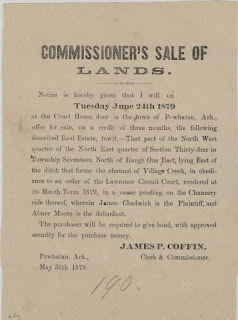 COMMISSIONER'S SALE OF
LANDS.
Notice is hereby given that I will on
Tuesday June 24th 1879
at the Court House door in the town of Powhatan, Ark.,
offer for sale, on a credit of three months, the following
described Real Estate, towit,—That part of the North West
quarter of the North East quarter of Section Thirty-four in
Township Seventeen North of Range One East, lying East of
the ditch that forms the channel of Village Creek, in obedi-
ence to an order of the Lawrence Circuit Court, rendered at
its March Term 1879, in a cause pending on the Chancery
side thereof, wherein James Chadwick is the Plaintiff, and
Abner Moore is the defendant.
The purchaser will be required to give bond, with approved
security for the purchase money.
JAMES P. COFFIN,
Powhatan, Ark., Clerk & Commissioner.
May 30th 1879.
190.